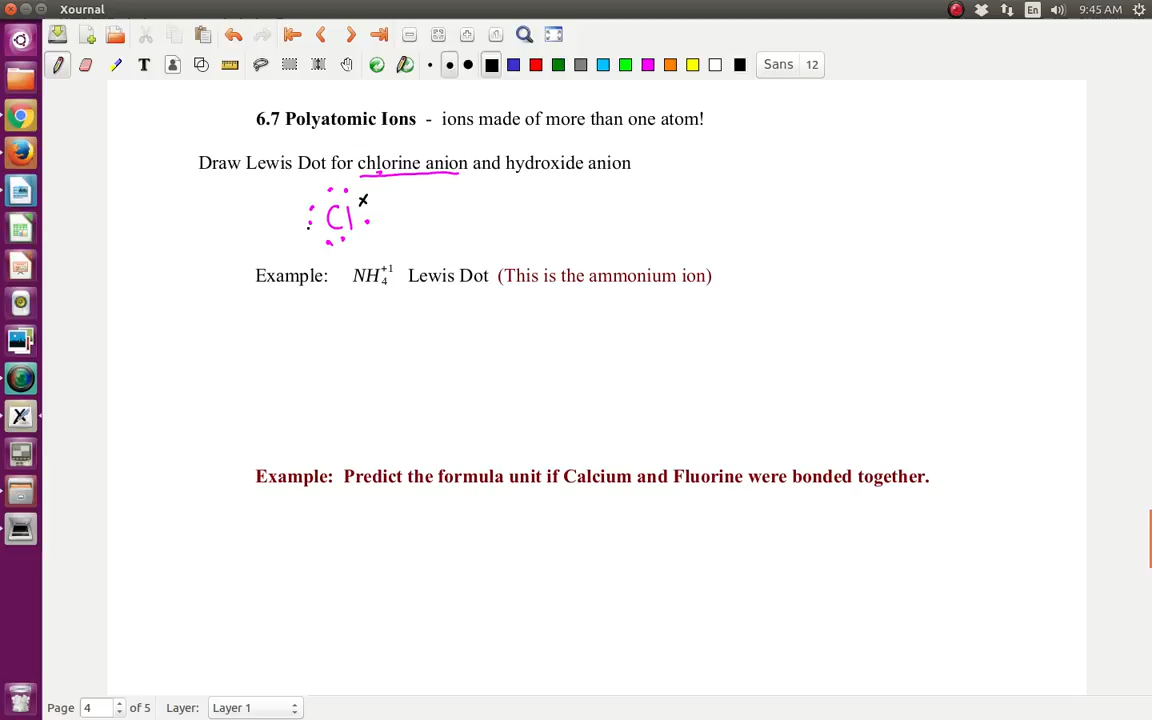 Xournal
En
9:45 AM
Sans 12
6.7 Polyatomic Ions - ions made of more than one atom!
Draw Lewis Dot for chlorine anion and hydroxide anion
Cl x
Example: NH₄⁺¹ Lewis Dot (This is the ammonium ion)
Example: Predict the formula unit if Calcium and Fluorine were bonded together.
Page 4 of 5 Layer: Layer 1